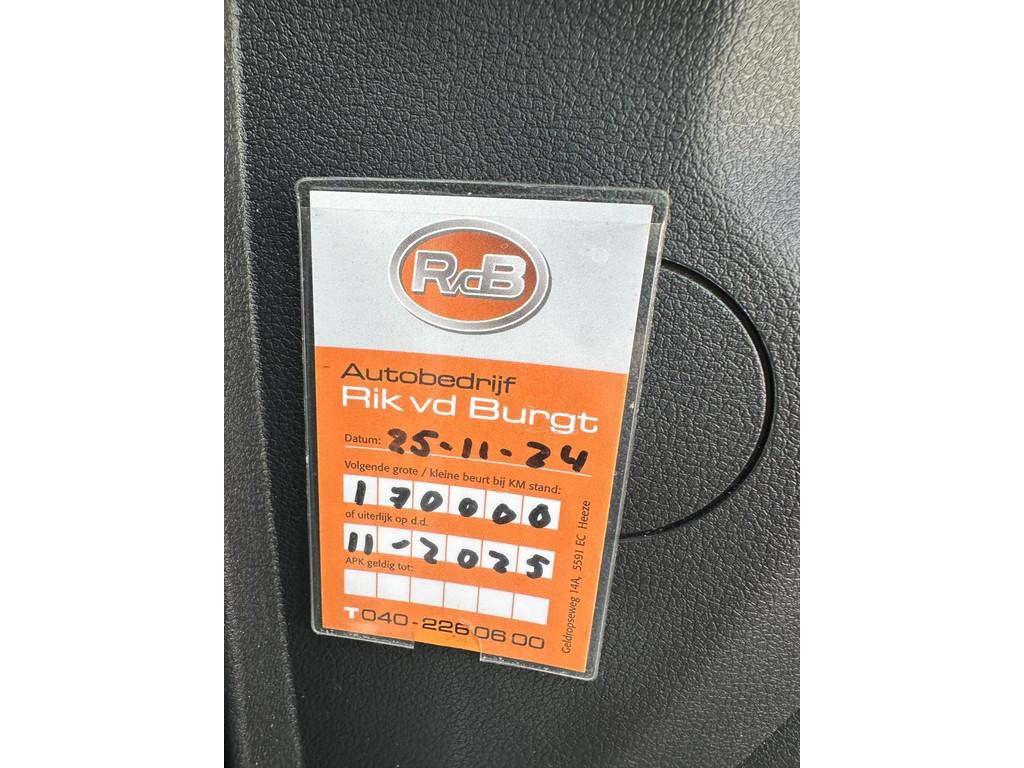 RvdB
Autobedrijf
Rik vd Burgt
Datum: 25-11-24
Volgende grote / kleine beurt bij KM stand:
170000
of uiterlijk op d.d.
11-2025
APK geldig tot:
T 040 - 226 06 00
Geldropseweg 14A, 5591 EC Heeze